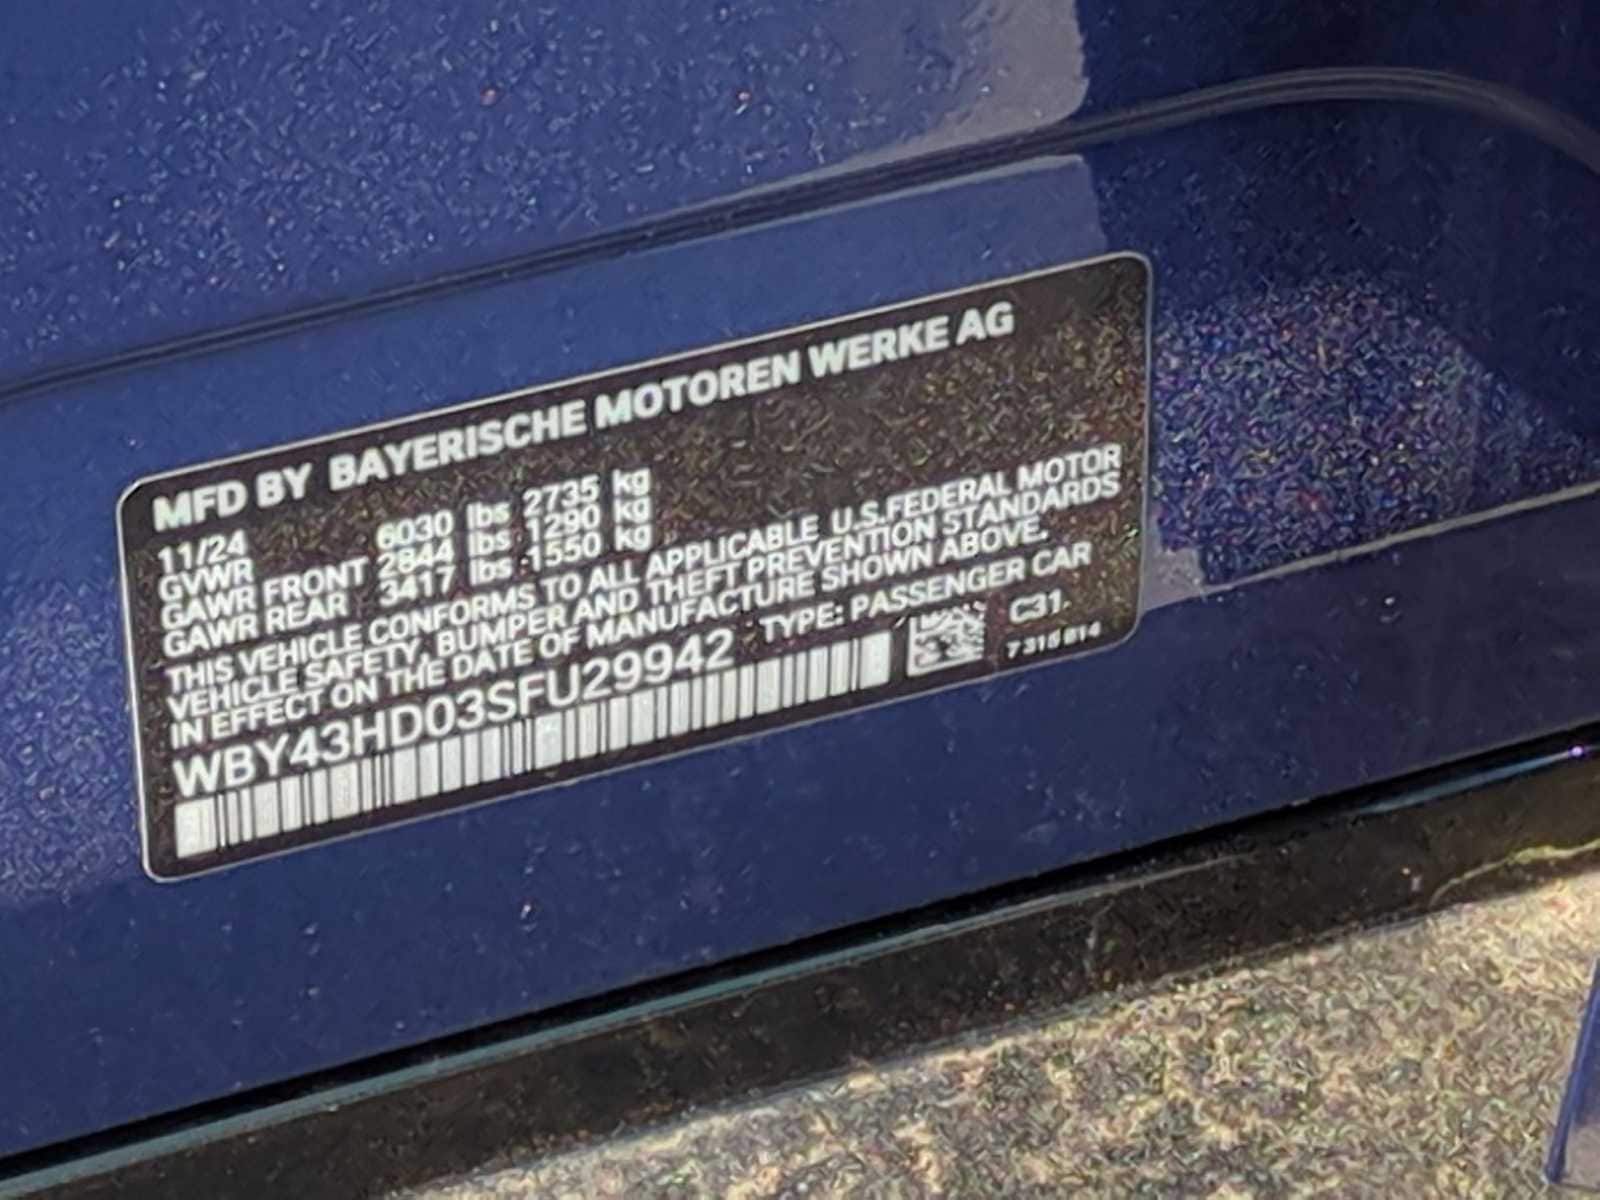 MFD BY BAYERISCHE MOTOREN WERKE AG
11/24
GVWR 6030 lbs 2735 kg
GAWR FRONT 2844 lbs 1290 kg
GAWR REAR 3417 lbs 1550 kg
THIS VEHICLE CONFORMS TO ALL APPLICABLE U.S.FEDERAL MOTOR
VEHICLE SAFETY, BUMPER AND THEFT PREVENTION STANDARDS
IN EFFECT ON THE DATE OF MANUFACTURE SHOWN ABOVE.
WBY43HD03SFU29942 TYPE: PASSENGER CAR
C31